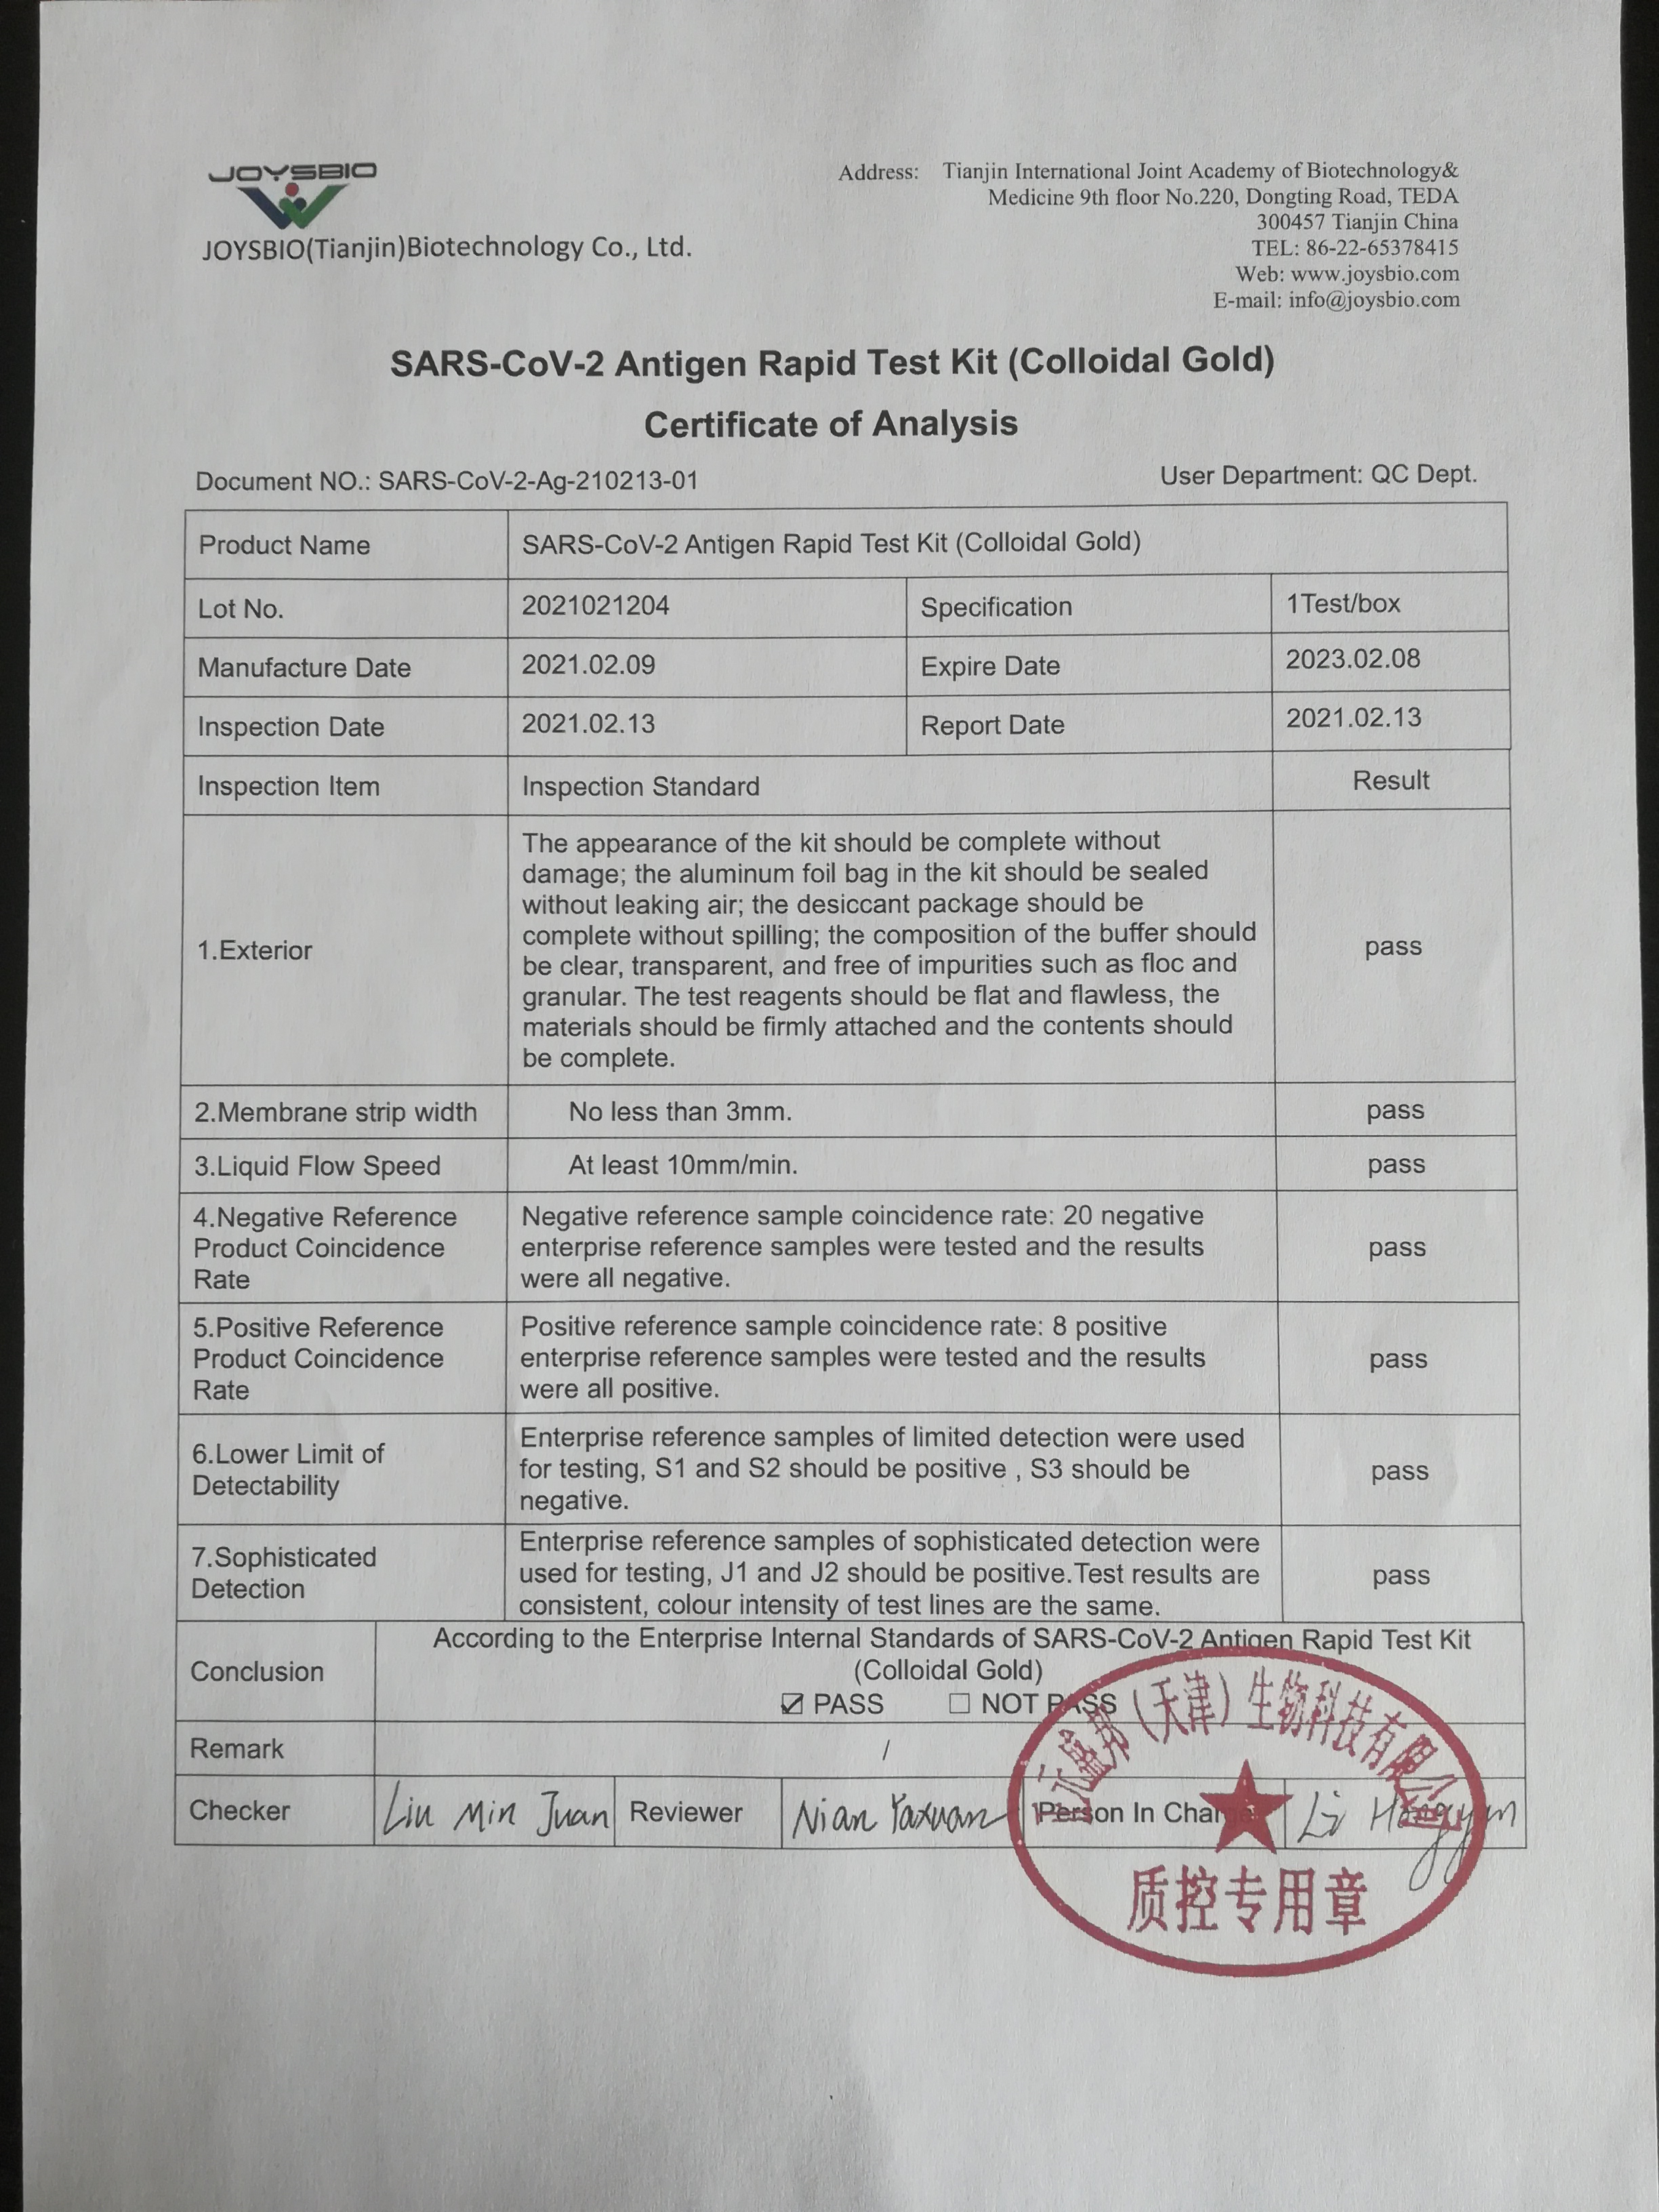 JOYSBIO
JOYSBIO(Tianjin)Biotechnology Co., Ltd.
Address: Tianjin International Joint Academy of Biotechnology&
Medicine 9th floor No.220, Dongting Road, TEDA
300457 Tianjin China
TEL: 86-22-65378415
Web: www.joysbio.com
E-mail: info@joysbio.com
SARS-CoV-2 Antigen Rapid Test Kit (Colloidal Gold)
Certificate of Analysis
Document NO.: SARS-CoV-2-Ag-210213-01
User Department: QC Dept.
Product Name
SARS-CoV-2 Antigen Rapid Test Kit (Colloidal Gold)
Lot No.
2021021204
Specification
1Test/box
Manufacture Date
2021.02.09
Expire Date
2023.02.08
Inspection Date
2021.02.13
Report Date
2021.02.13
Inspection Item
Inspection Standard
Result
1.Exterior
The appearance of the kit should be complete without
damage; the aluminum foil bag in the kit should be sealed
without leaking air; the desiccant package should be
complete without spilling; the composition of the buffer should
be clear, transparent, and free of impurities such as floc and
granular. The test reagents should be flat and flawless, the
materials should be firmly attached and the contents should
be complete.
pass
2.Membrane strip width
No less than 3mm.
pass
3.Liquid Flow Speed
At least 10mm/min.
pass
4.Negative Reference
Product Coincidence
Rate
Negative reference sample coincidence rate: 20 negative
enterprise reference samples were tested and the results
were all negative.
pass
5.Positive Reference
Product Coincidence
Rate
Positive reference sample coincidence rate: 8 positive
enterprise reference samples were tested and the results
were all positive.
pass
6.Lower Limit of
Detectability
Enterprise reference samples of limited detection were used
for testing, S1 and S2 should be positive , S3 should be
negative.
pass
7.Sophisticated
Detection
Enterprise reference samples of sophisticated detection were
used for testing, J1 and J2 should be positive.Test results are
consistent, colour intensity of test lines are the same.
pass
Conclusion
According to the Enterprise Internal Standards of SARS-CoV-2 Antigen Rapid Test Kit
(Colloidal Gold)
☑ PASS ☐ NOT PASS
Remark
/
Checker
Liu Min Juan
Reviewer
Nian Yaxuan
Person In Charge
Li
（天津）生物科技有限公司
质控专用章